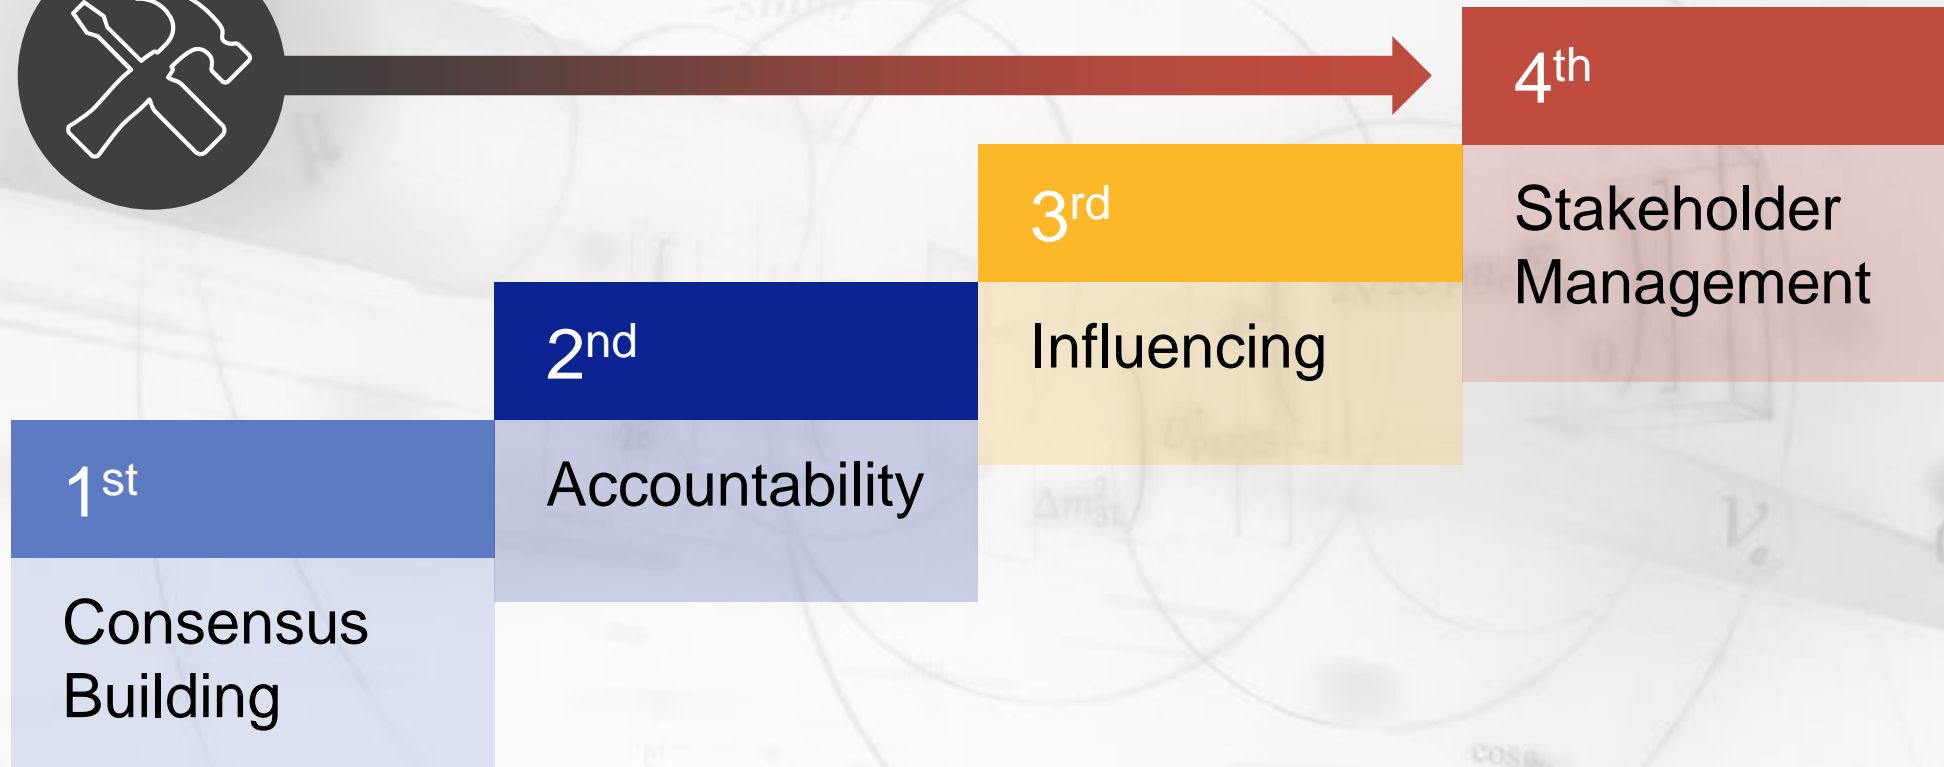 1st
Consensus
Building
2nd
Accountability
3rd
Influencing
4th
Stakeholder
Management